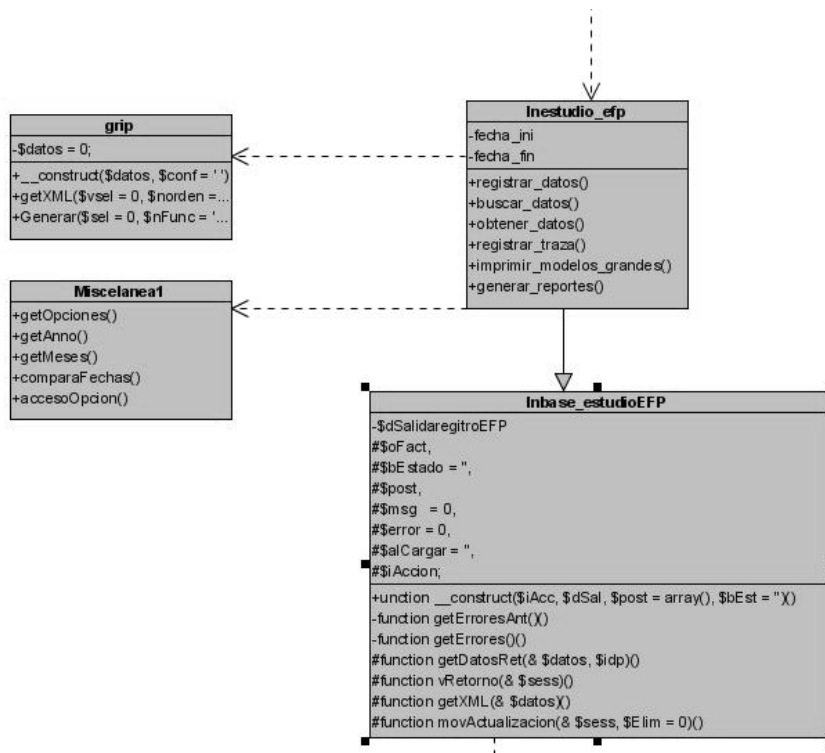 grip
-$datos = 0;
+__construct($datos, $conf = ' ')
+getXML($vsel = 0, $norden =...
+Generar($sel = 0, $nFunc = '...
Miscelanea1
+getOpciones()
+getAnno()
+getMeses()
+comparaFechas()
+accesoOpcion()
Inestudio_efp
-fecha_ini
-fecha_fin
+registrar_datos()
+buscar_datos()
+obtener_datos()
+registrar_traza()
+imprimir_modelos_grandes()
+generar_reportes()
Inbase_estudioEFP
-$dSalidaregitroEFP
#$oFact,
#$bEstado = '',
#$post,
#$msg = 0,
#$error = 0,
#$alCargar = '',
#$iAccion;
+unction __construct($iAcc, $dSal, $post = array(), $bEst = '')()
-function getErroresAnt()()
-function getErrores()()
#function getDatosRet(& $datos, $idp)()
#function vRetorno(& $sess)()
#function getXML(& $datos)()
#function movActualizacion(& $sess, $Elim = 0)()